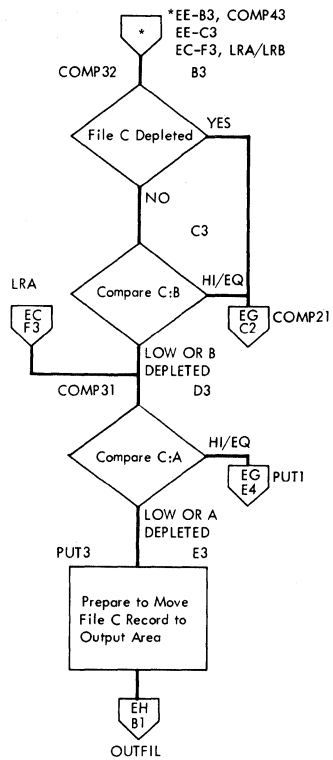 *
*EE-B3, COMP43
EE-C3
EC-F3, LRA/LRB
COMP32
B3
File C Depleted
YES
NO
C3
LRA
EC
F3
Compare C:B
HI/EQ
EG
C2
COMP21
LOW OR B
DEPLETED
COMP31
D3
Compare C:A
HI/EQ
EG
E4
PUT1
LOW OR A
DEPLETED
PUT3
E3
Prepare to Move
File C Record to
Output Area
EH
B1
OUTFIL